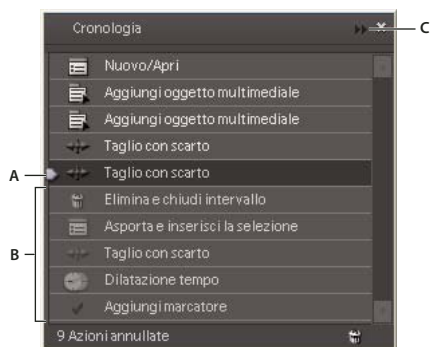 Cronologia
C
Nuovo/Apri
Aggiungi oggetto multimediale
Aggiungi oggetto multimediale
Taglio con scarto
A
Taglio con scarto
Elimina e chiudi intervallo
Asporta e inserisci la selezione
B
Taglio con scarto
Dilatazione tempo
Aggiungi marcatore
9 Azioni annullate